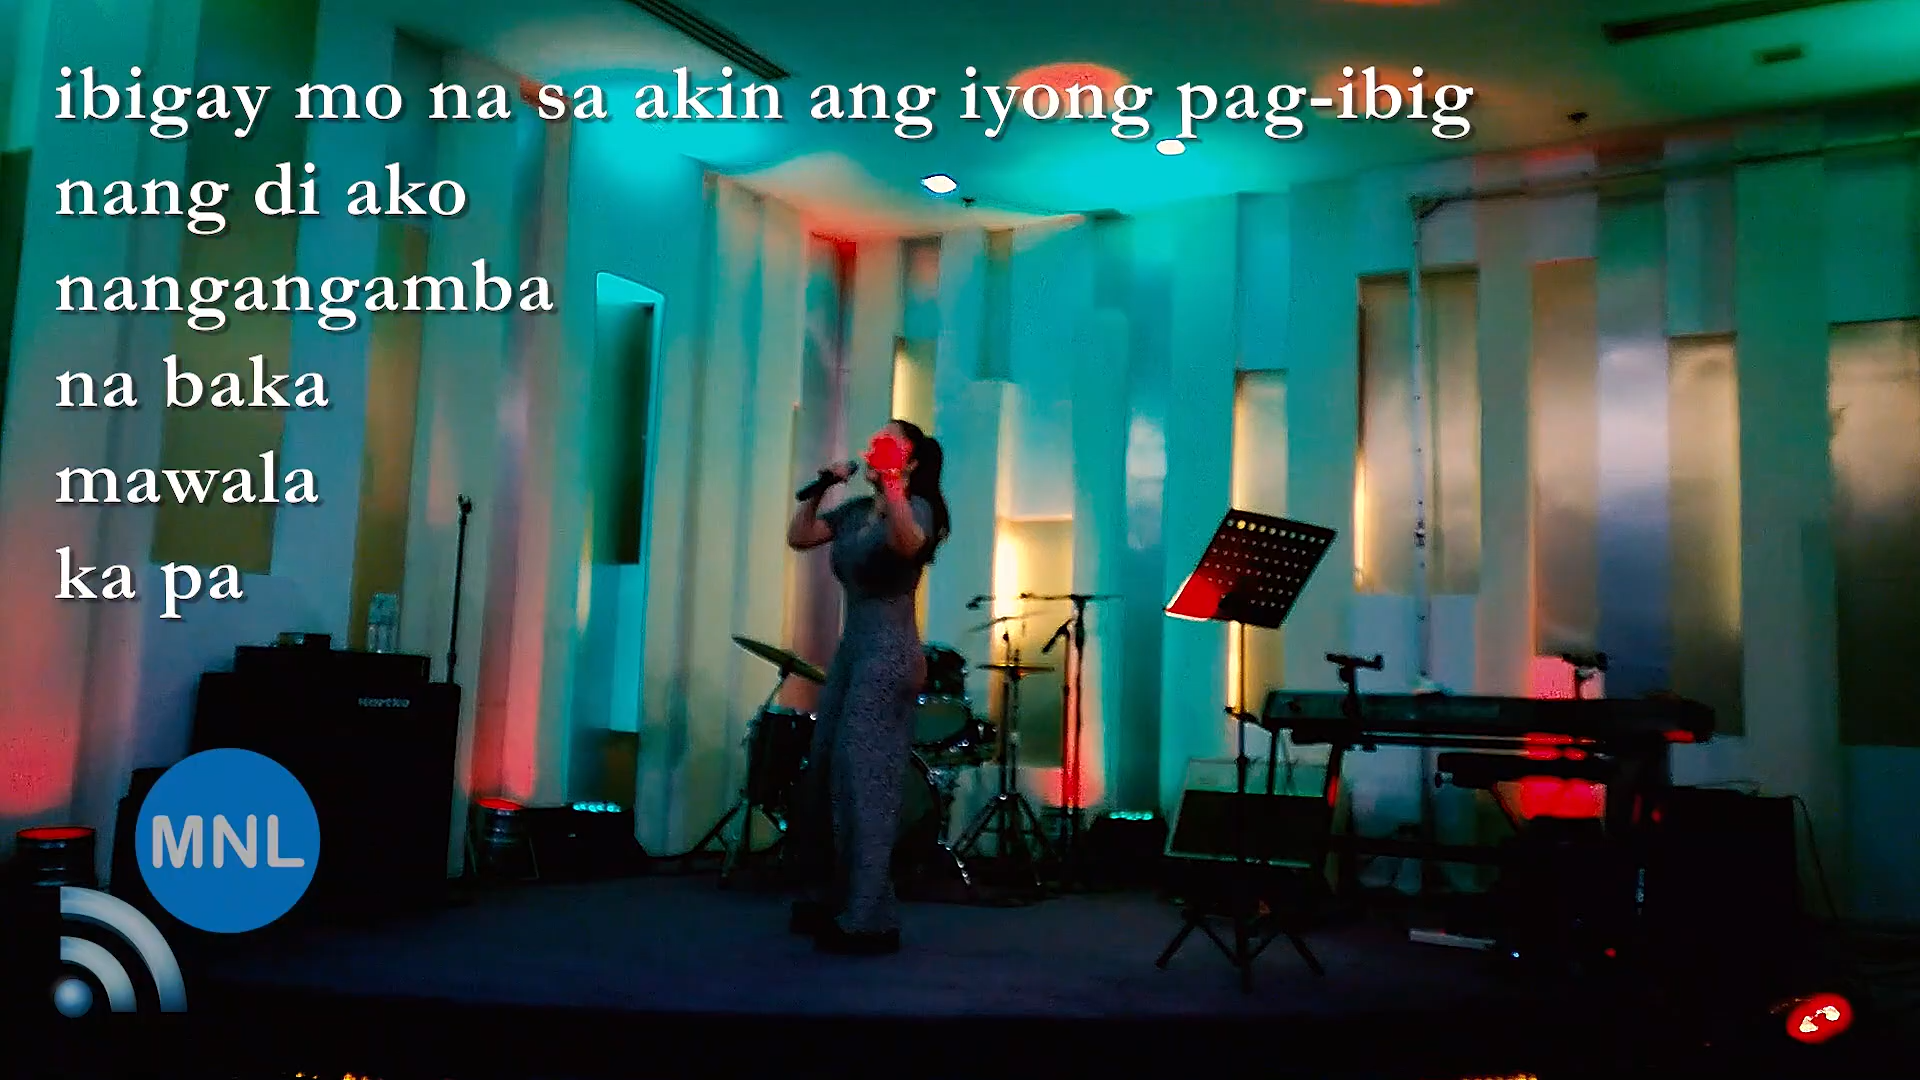 ibigay mo na sa akin ang iyong pag-ibig
nang di ako
nangangamba
na baka
mawala
ka pa
MNL